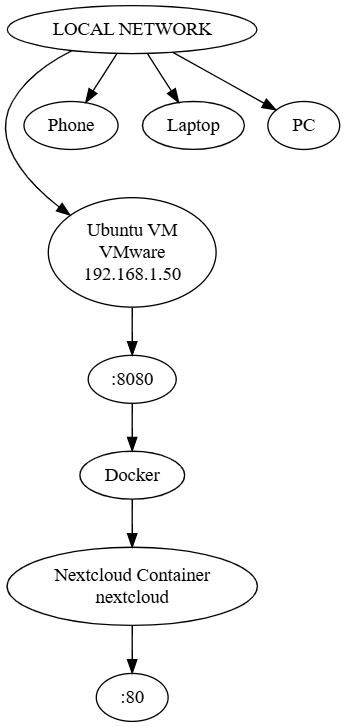 LOCAL NETWORK
Phone
Laptop
PC
Ubuntu VM
VMware
192.168.1.50
:8080
Docker
Nextcloud Container
nextcloud
:80